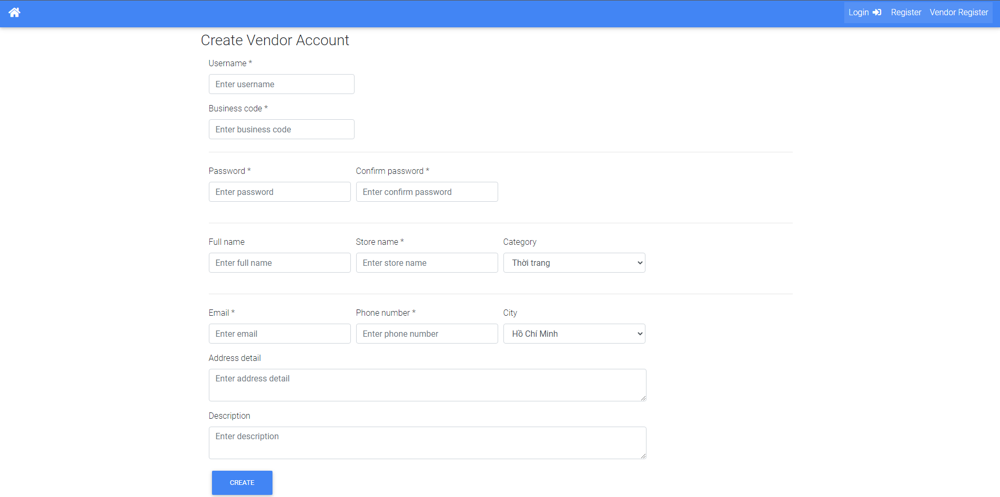 Login Register Vendor Register
Create Vendor Account
Username *
Enter username
Business code *
Enter business code
Password * Confirm password *
Enter password Enter confirm password
Full name Store name * Category
Enter full name Enter store name Thời trang
Email * Phone number * City
Enter email Enter phone number Hồ Chí Minh
Address detail
Enter address detail
Description
Enter description
CREATE